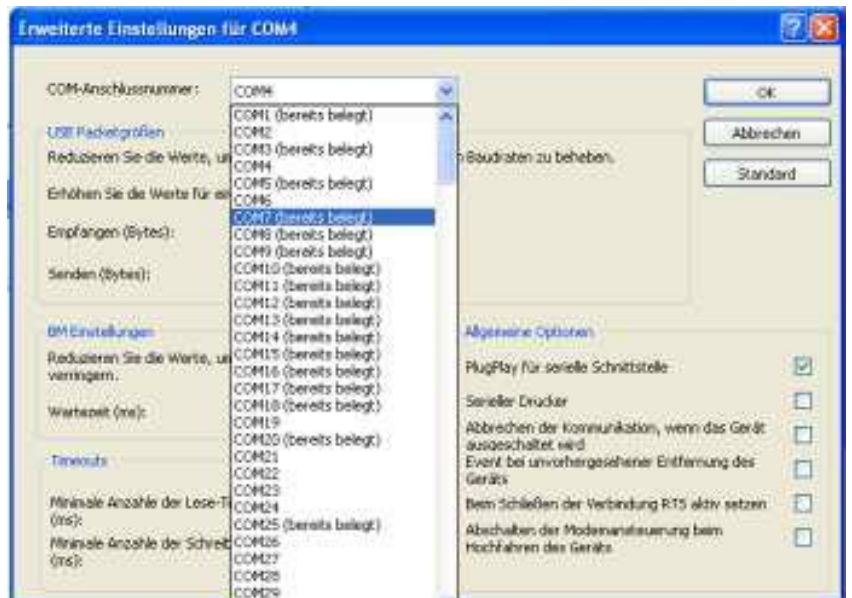 Erweiterte Einstellungen für COM4
COM-Anschlussnummer:
COM4
OK
Abbrechen
Standard
COM1 (bereits belegt)
COM2
COM3 (bereits belegt)
COM4
COM5 (bereits belegt)
COM6
COM7 (bereits belegt)
COM8 (bereits belegt)
COM9 (bereits belegt)
COM10 (bereits belegt)
COM11 (bereits belegt)
COM12 (bereits belegt)
COM13 (bereits belegt)
COM14 (bereits belegt)
COM15 (bereits belegt)
COM16 (bereits belegt)
COM17 (bereits belegt)
COM18 (bereits belegt)
COM19
COM20 (bereits belegt)
COM21
COM22
COM23
COM24
COM25 (bereits belegt)
COM26
COM27
COM28
COM29
USB Packetgrößen
Reduzieren Sie die Werte, Baudraten zu beheben.
Erhöhen Sie die Werte für
Empfangen (Bytes):
Senden (Bytes):
BM Einstellungen
Reduzieren Sie die Werte,
verringern.
Wartezeit (ms):
Timeouts
Minimale Anzahle der
(ms):
Minimale Anzahle der
(ms):
Allgemeine Optionen
PlugPlay für serielle Schnittstelle
Serieller Drucker
Abbrechen der Kommunikation, wenn das Gerät
ausgeschaltet wird
Event bei unvorhergesehener Entfernung des
Geräts
Beim Schließen der Verbindung RTS aktiv setzen
Abschalten der Modemansteuerung beim
Hochfahren des Geräts